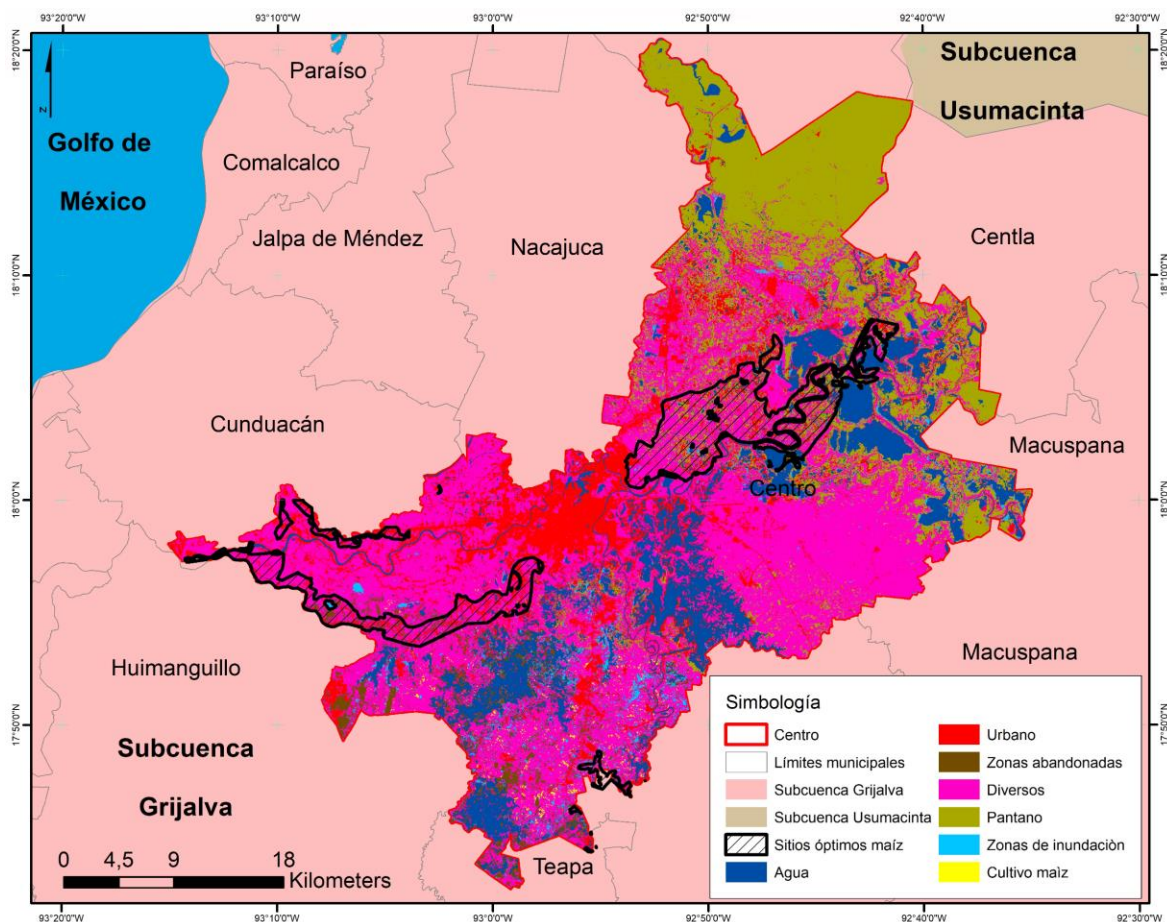 93°20'0"W 93°10'0"W 93°0'0"W 92°50'0"W 92°40'0"W 92°30'0"W
18°20'0"N
18°20'0"N
N
Paraíso
Subcuenca
Usumacinta
Golfo de
México
Comalcalco
Jalpa de Méndez
Nacajuca
Centla
18°10'0"N
18°10'0"N
Cunduacán
Macuspana
Centro
18°0'0"N
18°0'0"N
Huimanguillo
Macuspana
Subcuenca
Grijalva
17°50'0"N
17°50'0"N
Teapa
0 4,5 9 18
Kilometers
Simbología
Centro
Límites municipales
Subcuenca Grijalva
Subcuenca Usumacinta
Sitios óptimos maíz
Agua
Urbano
Zonas abandonadas
Diversos
Pantano
Zonas de inundaciòn
Cultivo maìz
93°20'0"W 93°10'0"W 93°0'0"W 92°50'0"W 92°40'0"W 92°30'0"W